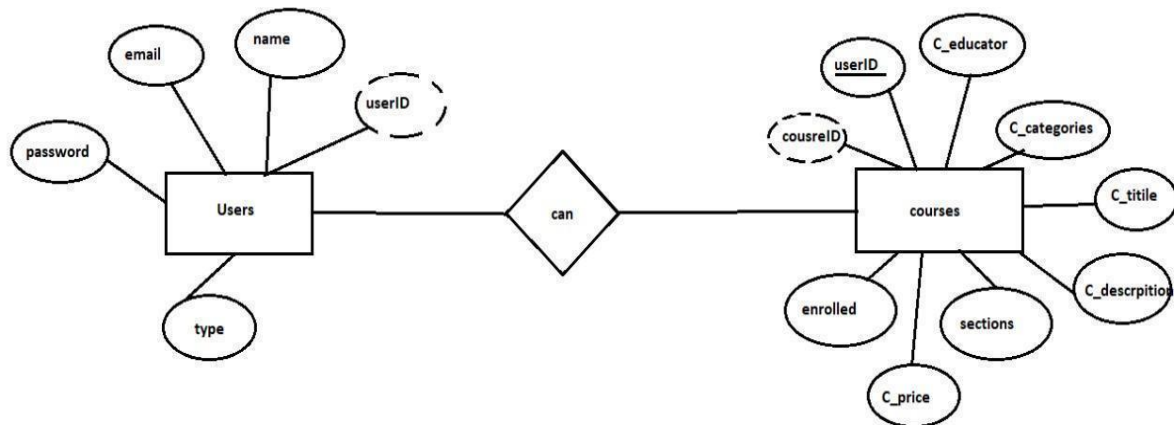 name
email
C_educator
userID
userID
cousreID
C_categories
password
C_titile
Users
can
courses
C_descrpition
enrolled
sections
type
C_price